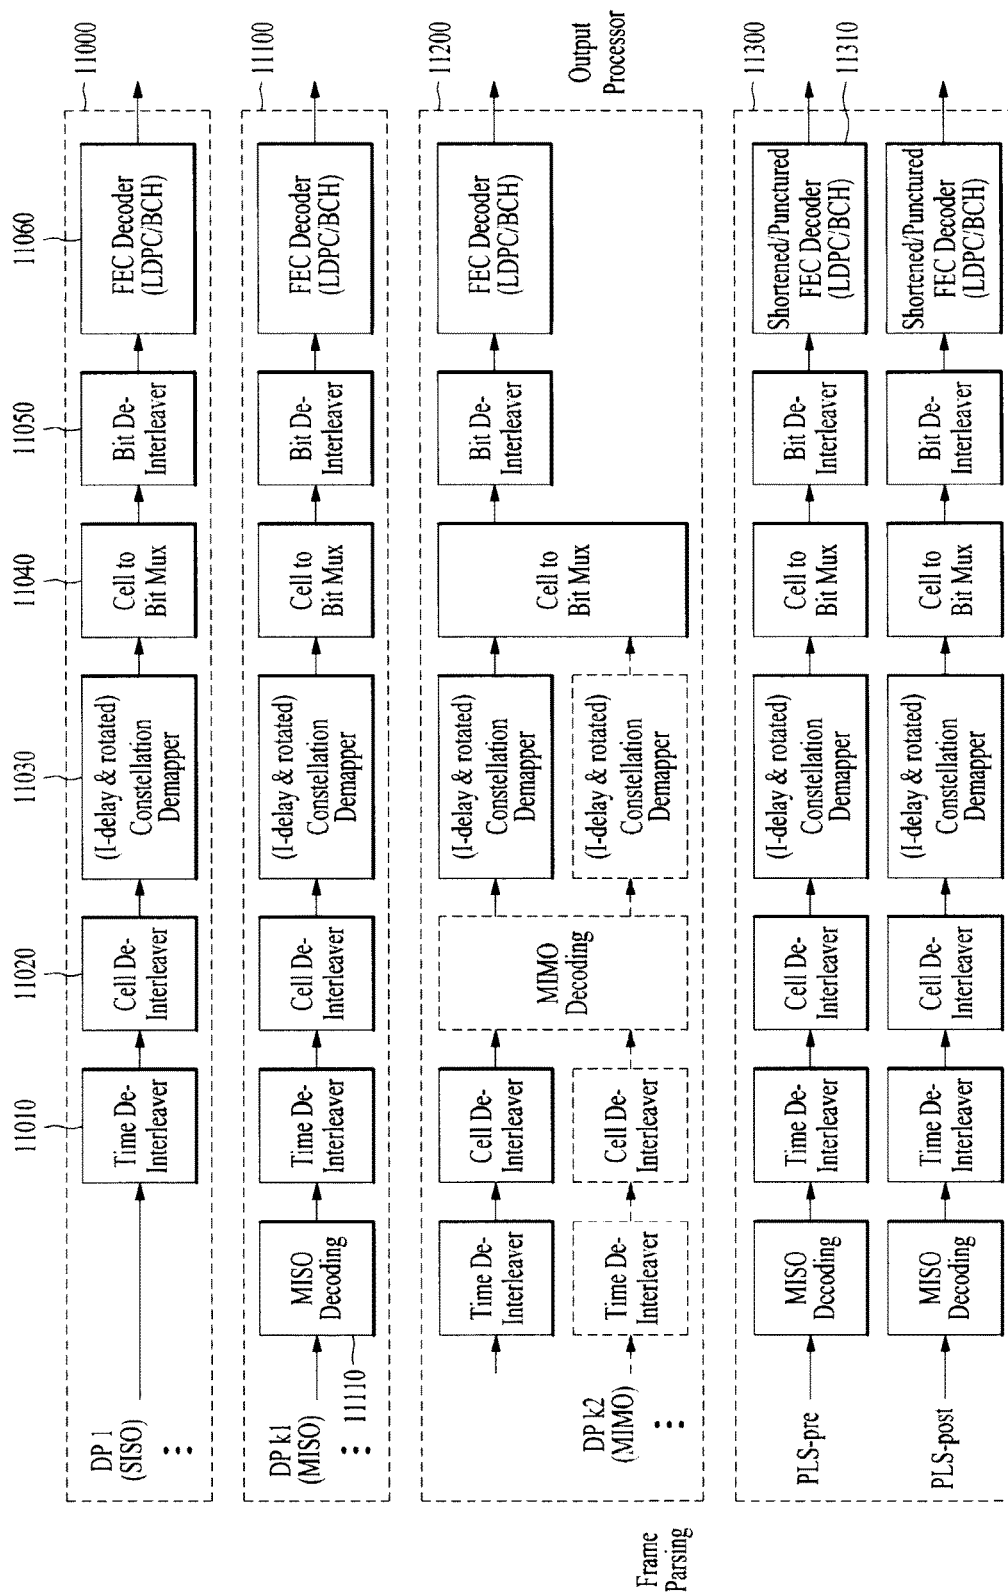 11010
11020
11030
11040
11050
11060
11000
DP 1
(SISO)
Time De-
Interleaver
Cell De-
Interleaver
(I-delay & rotated)
Constellation
Demapper
Cell to
Bit Mux
Bit De-
Interleaver
FEC Decoder
(LDPC/BCH)
11100
DP k1
(MISO)
11110
MISO
Decoding
Time De-
Interleaver
Cell De-
Interleaver
(I-delay & rotated)
Constellation
Demapper
Cell to
Bit Mux
Bit De-
Interleaver
FEC Decoder
(LDPC/BCH)
11200
Time De-
Interleaver
Cell De-
Interleaver
MIMO
Decoding
(I-delay & rotated)
Constellation
Demapper
Cell to
Bit Mux
Bit De-
Interleaver
FEC Decoder
(LDPC/BCH)
DP k2
(MIMO)
Time De-
Interleaver
Cell De-
Interleaver
(I-delay & rotated)
Constellation
Demapper
Frame
Parsing
Output
Processor
11300
PLS-pre
MISO
Decoding
Time De-
Interleaver
Cell De-
Interleaver
(I-delay & rotated)
Constellation
Demapper
Cell to
Bit Mux
Bit De-
Interleaver
Shortened/Punctured
FEC Decoder
(LDPC/BCH)
11310
PLS-post
MISO
Decoding
Time De-
Interleaver
Cell De-
Interleaver
(I-delay & rotated)
Constellation
Demapper
Cell to
Bit Mux
Bit De-
Interleaver
Shortened/Punctured
FEC Decoder
(LDPC/BCH)